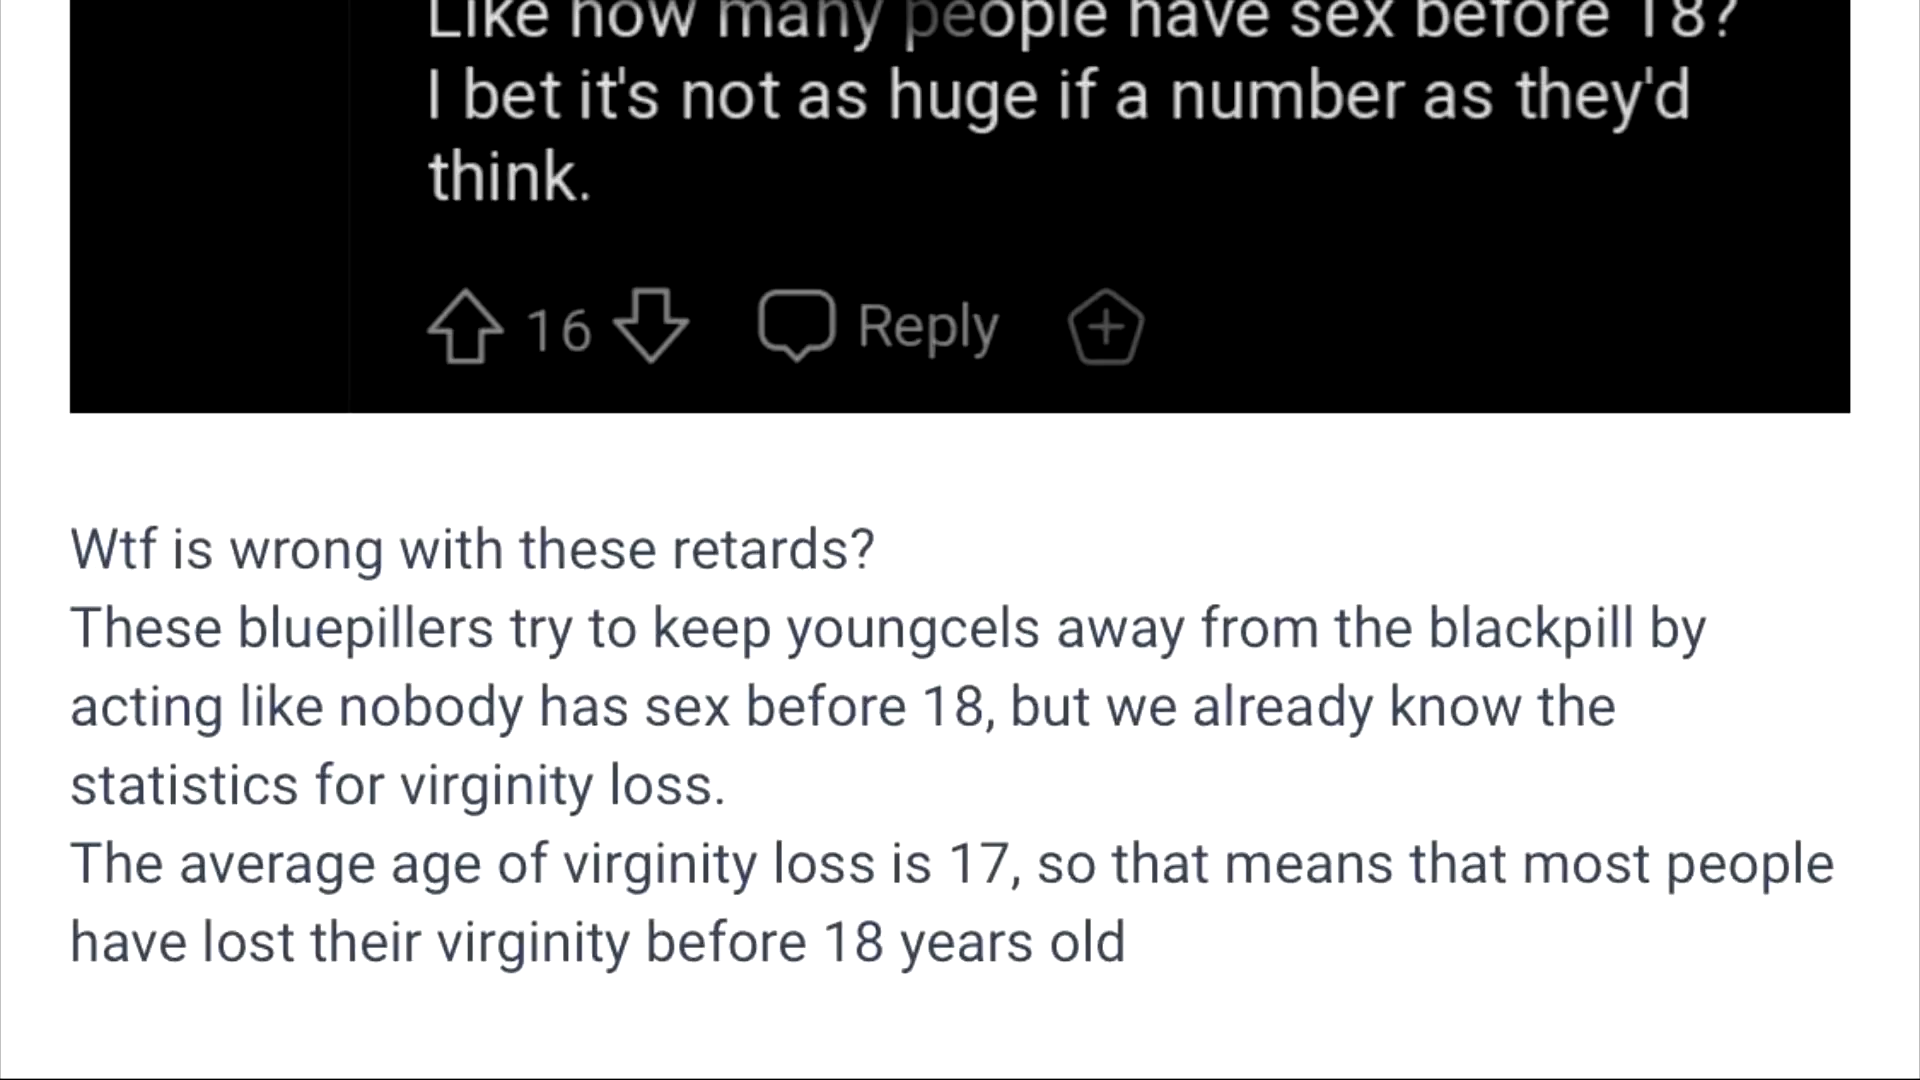 Like how many people have sex before 18?
I bet it's not as huge if a number as they'd
think.
16
Reply
Wtf is wrong with these retards?
These bluepillers try to keep youngcels away from the blackpill by
acting like nobody has sex before 18, but we already know the
statistics for virginity loss.
The average age of virginity loss is 17, so that means that most people
have lost their virginity before 18 years old